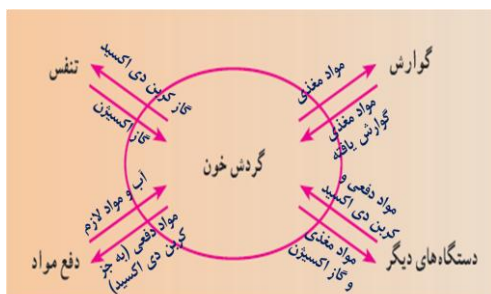 گوارش
تنفس
گاز کربن دی اکسید
گاز اکسیژن
مواد مغذی
مواد مغذی
گوارش یافته
گردش خون
آب و مواد لازم
مواد دفعی (به جز
کربن دی اکسید)
دفع مواد
مواد دفعی و
کربن دی اکسید
مواد مغذی
و گاز اکسیژن
دستگاه‌های دیگر